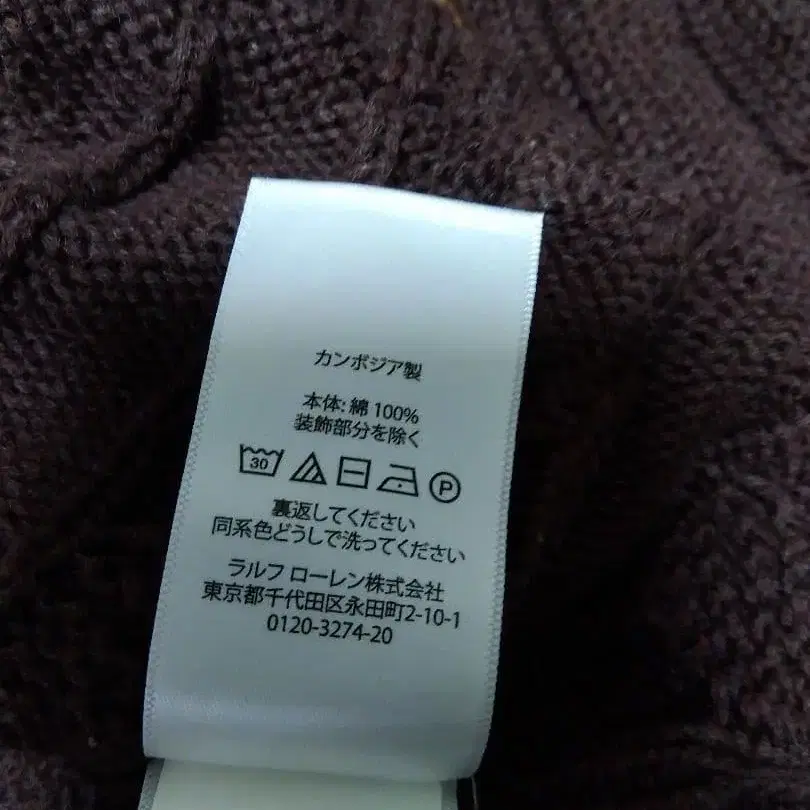 カンボジア製
本体: 綿 100%
装飾部分を除く
30 P
裏返してください
同系色どうしで洗ってください
ラルフ ローレン株式会社
東京都千代田区永田町2-10-1
0120-3274-20